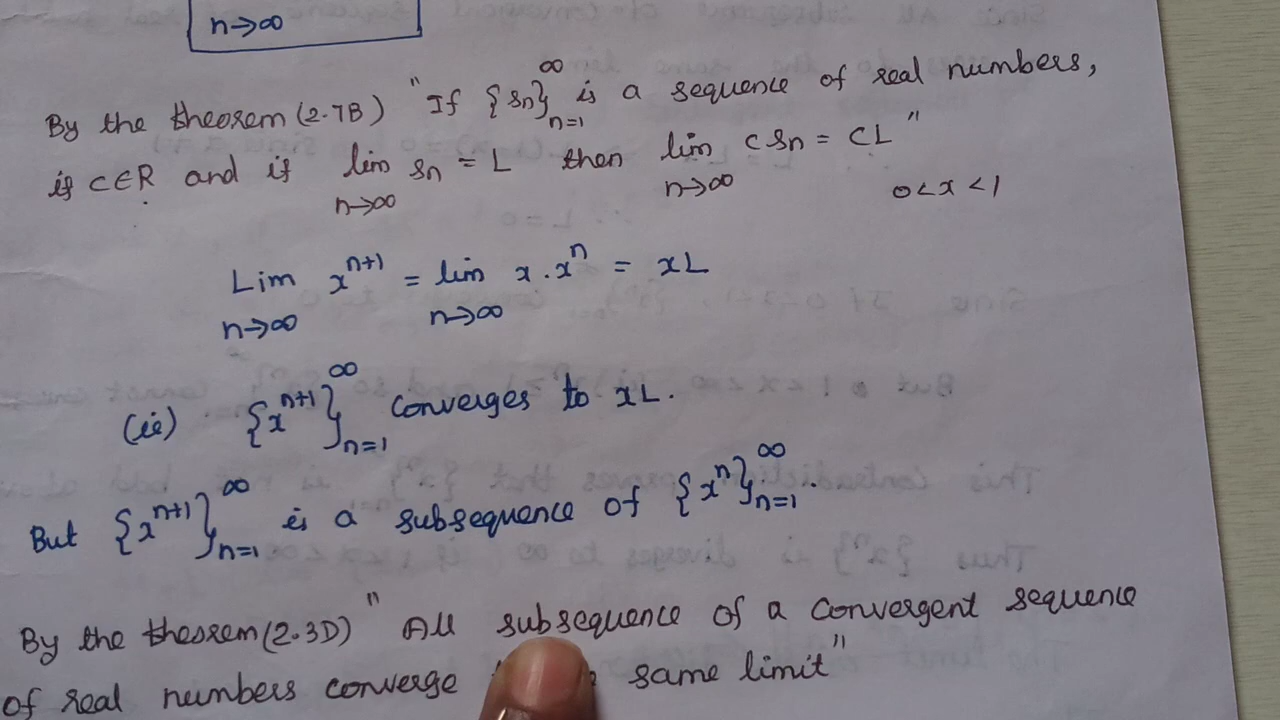 n→∞
By the theorem (2.7B) "If {sn}∞n=1 is a sequence of real numbers,
if c∈R and if lim n→∞ sn = L then lim n→∞ csn = CL"
0<x<1
Lim n→∞ x^(n+1) = lim n→∞ x.x^n = xL
(ie) {x^(n+1)}∞n=1 converges to xL.
But {x^(n+1)}∞n=1 is a subsequence of {x^n}∞n=1.
By the theorem (2.3D) "All subsequence of a convergent sequence
of real numbers converge same limit"